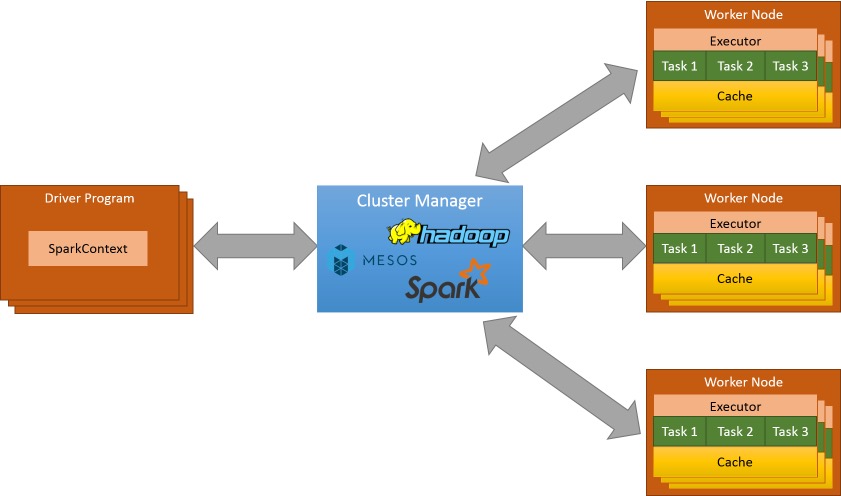 Driver Program
SparkContext
Cluster Manager
hadoop
MESOS
Spark
Worker Node
Executor
Task 1 Task 2 Task 3
Cache
Worker Node
Executor
Task 1 Task 2 Task 3
Cache
Worker Node
Executor
Task 1 Task 2 Task 3
Cache